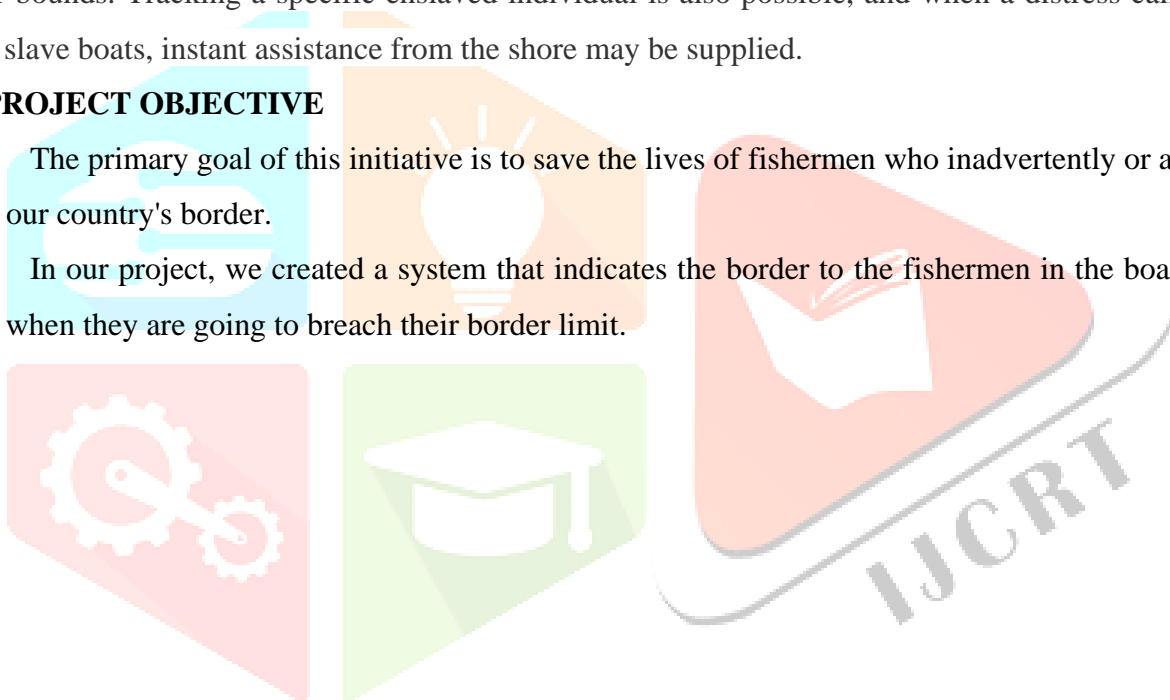 bounds. Tracking a specific enslaved individual is also possible, and when a distress
slave boats, instant assistance from the shore may be supplied.
PROJECT OBJECTIVE
The primary goal of this initiative is to save the lives of fishermen who inadvertently or
our country's border.
In our project, we created a system that indicates the border to the fishermen in the
when they are going to breach their border limit.
IJCRT